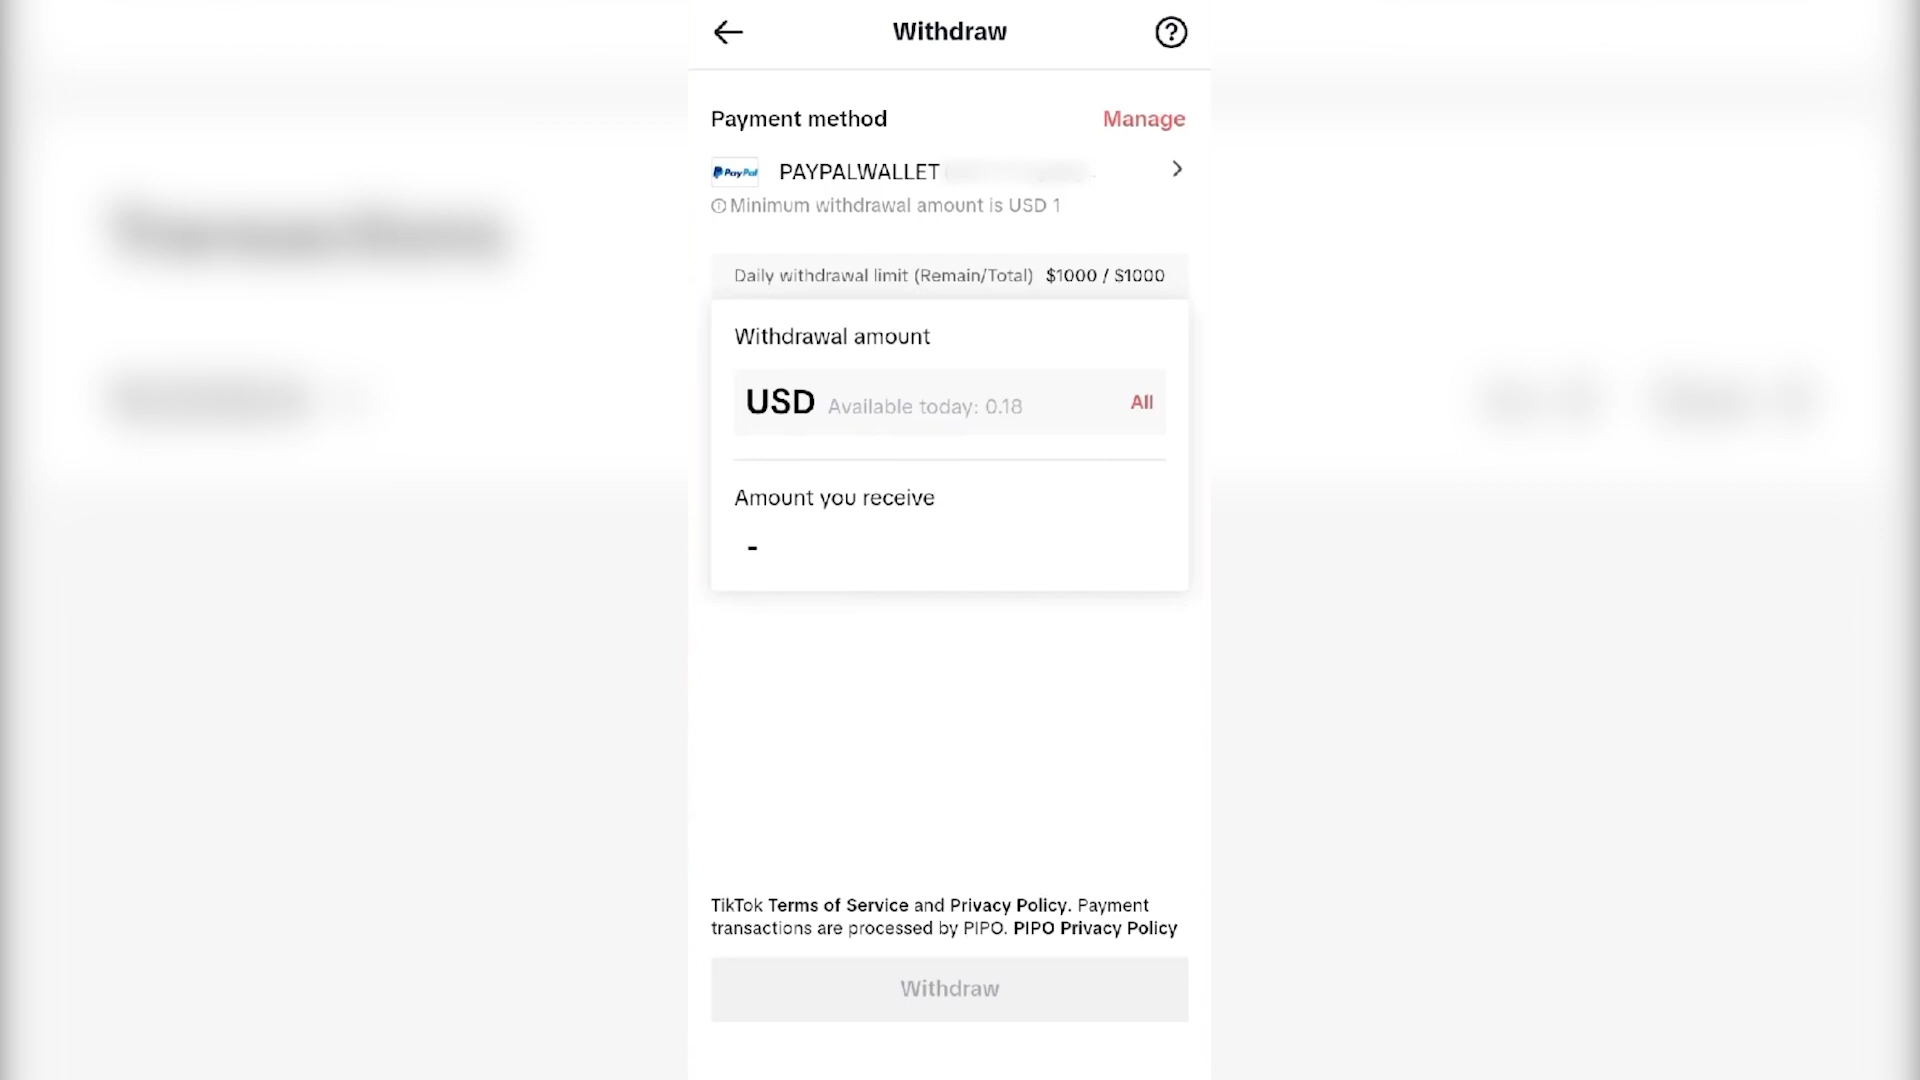 Withdraw
Payment method
Manage
PayPal PAYPALWALLET
Minimum withdrawal amount is USD 1
Daily withdrawal limit (Remain/Total) $1000 / $1000
Withdrawal amount
USD Available today: 0.18 All
Amount you receive
-
TikTok Terms of Service and Privacy Policy. Payment
transactions are processed by PIPO. PIPO Privacy Policy
Withdraw